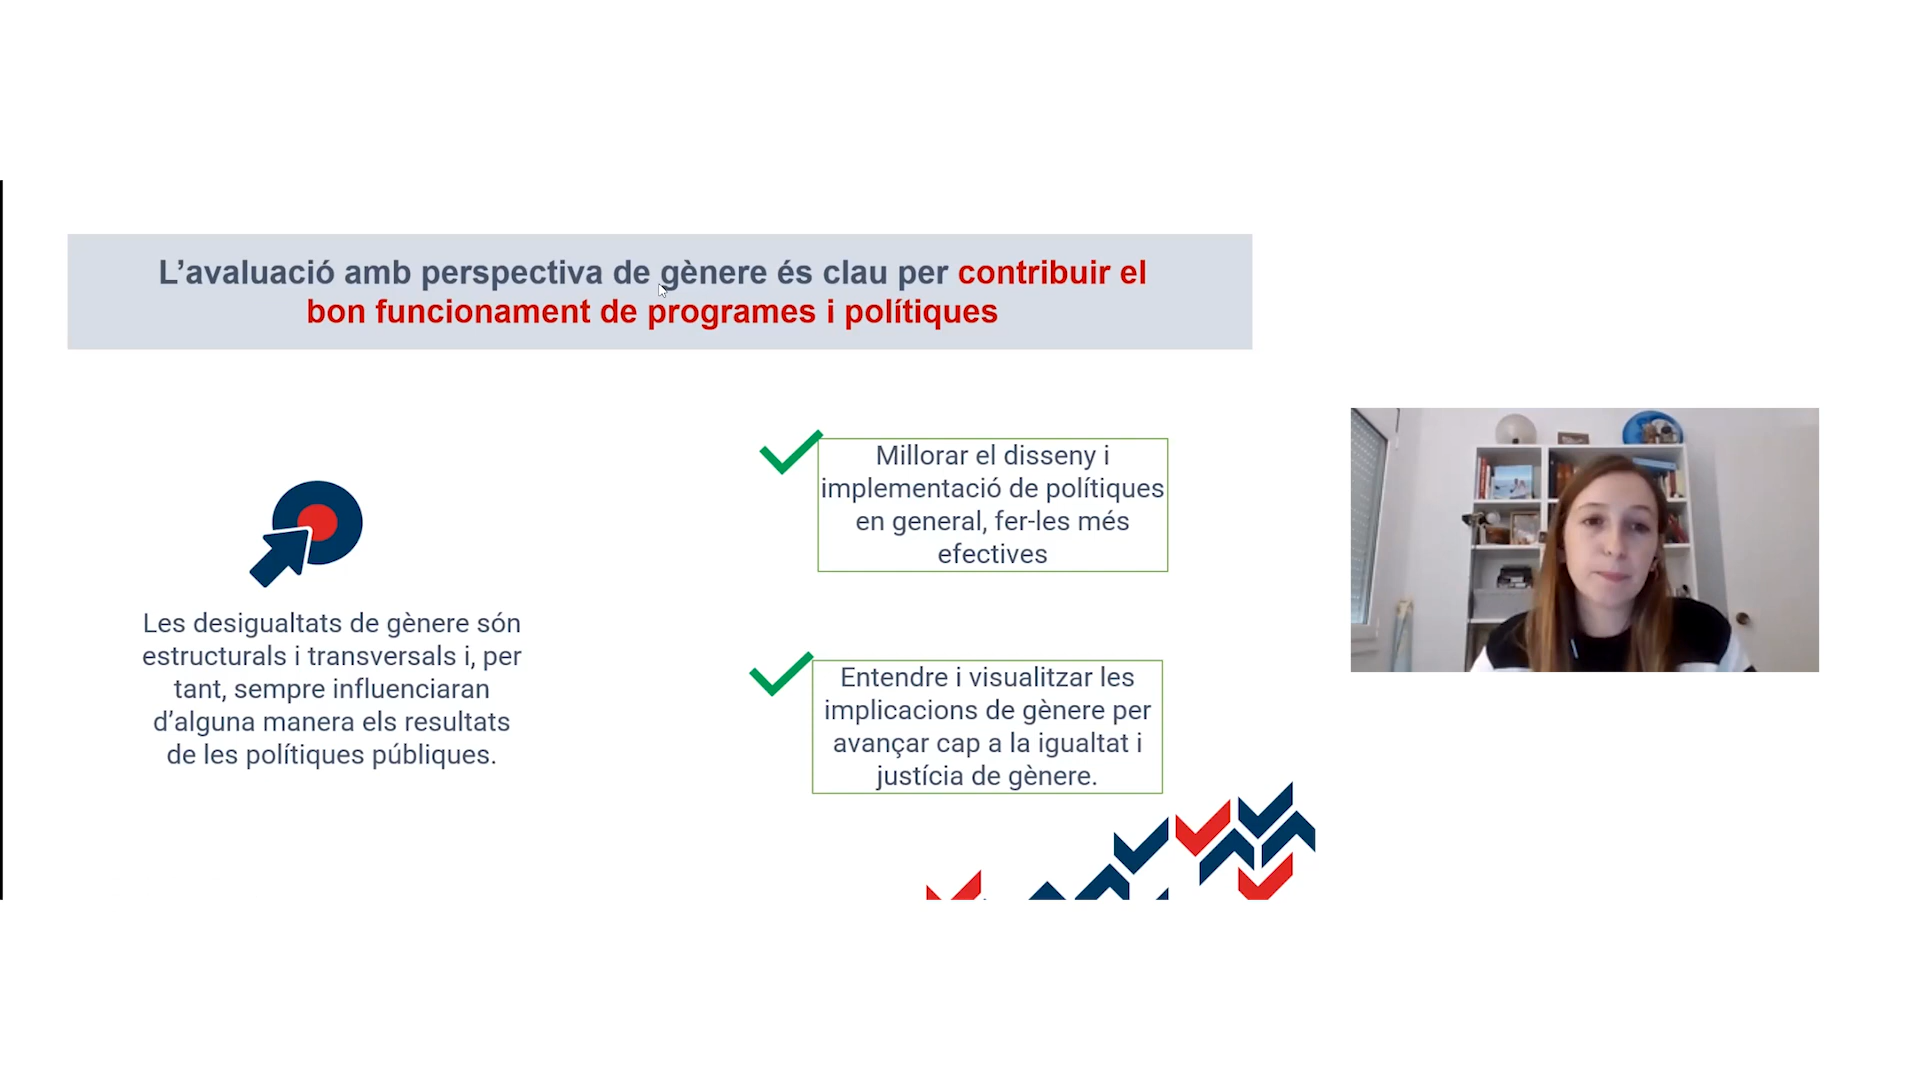 L’avaluació amb perspectiva de gènere és clau per contribuir el
bon funcionament de programes i polítiques
Les desigualtats de gènere són
estructurals i transversals i, per
tant, sempre influenciaran
d’alguna manera els resultats
de les polítiques públiques.
Millorar el disseny i
implementació de polítiques
en general, fer-les més
efectives
Entendre i visualitzar les
implicacions de gènere per
avançar cap a la igualtat i
justícia de gènere.